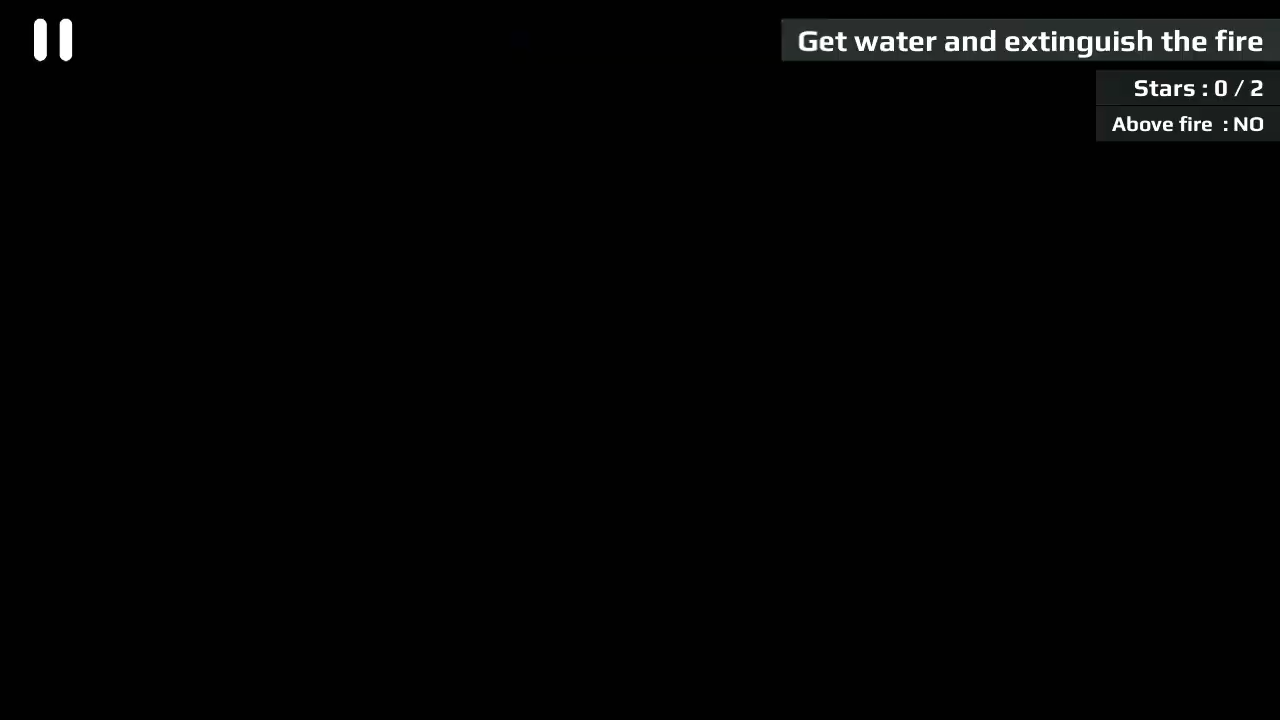 Get water and extinguish the fire
Stars : 0 / 2
Above fire : NO